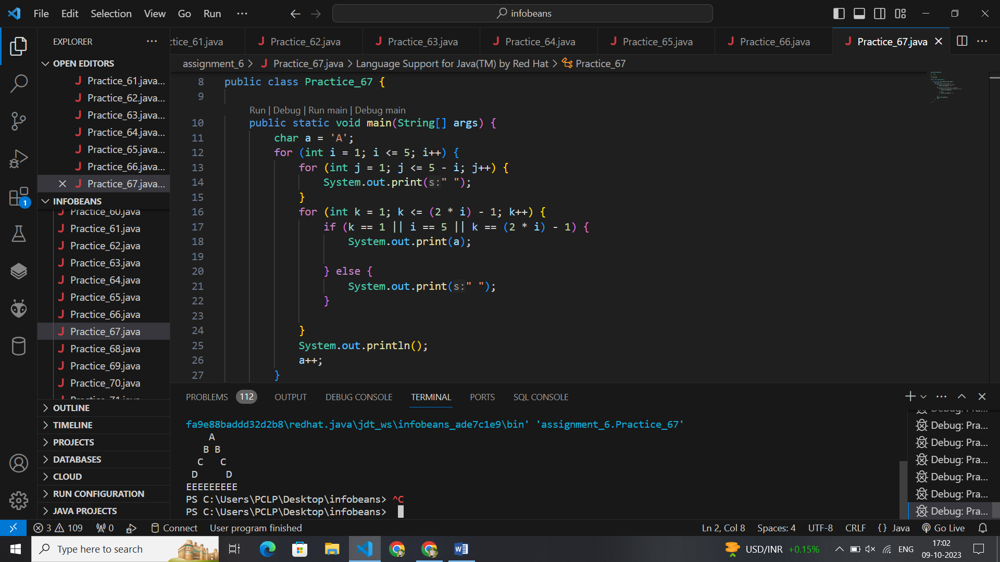 File Edit Selection View Go Run ··· infobeans
EXPLORER ···
OPEN EDITORS
Practice_61.java...
Practice_62.java...
Practice_63.java...
Practice_64.java...
Practice_65.java...
Practice_66.java...
Practice_67.java...
INFOBEANS
Practice_60.java
Practice_61.java
Practice_62.java
Practice_63.java
Practice_64.java
Practice_65.java
Practice_66.java
Practice_67.java
Practice_68.java
Practice_69.java
Practice_70.java
OUTLINE
TIMELINE
PROJECTS
DATABASES
CLOUD
RUN CONFIGURATION
JAVA PROJECTS
1
ctice_61.java Practice_62.java Practice_63.java Practice_64.java Practice_65.java Practice_66.java Practice_67.java
assignment_6 > Practice_67.java > Language Support for Java(TM) by Red Hat > Practice_67
8 public class Practice_67 {
9
Run | Debug | Run main | Debug main
10 public static void main(String[] args) {
11 char a = 'A';
12 for (int i = 1; i <= 5; i++) {
13 for (int j = 1; j <= 5 - i; j++) {
14 System.out.print(s:" ");
15 }
16 for (int k = 1; k <= (2 * i) - 1; k++) {
17 if (k == 1 || i == 5 || k == (2 * i) - 1) {
18 System.out.print(a);
19
20 } else {
21 System.out.print(s:" ");
22 }
23
24 }
25 System.out.println();
26 a++;
27 }
PROBLEMS 112 OUTPUT DEBUG CONSOLE TERMINAL PORTS SQL CONSOLE
fa9e88baddd32d2b8\redhat.java\jdt_ws\infobeans_ade7c1e9\bin' 'assignment_6.Practice_67'
    A
   B B
  C   C
 D     D
EEEEEEEEE
PS C:\Users\PCLP\Desktop\infobeans> ^C
PS C:\Users\PCLP\Desktop\infobeans>
Debug: Pra...
Debug: Pra...
Debug: Pra...
Debug: Pra...
Debug: Pra...
Debug: Pra...
3 109 0 Connect User program finished Ln 2, Col 8 Spaces: 4 UTF-8 CRLF {} Java Go Live
Type here to search USD/INR +0.15% ENG 17:02
09-10-2023